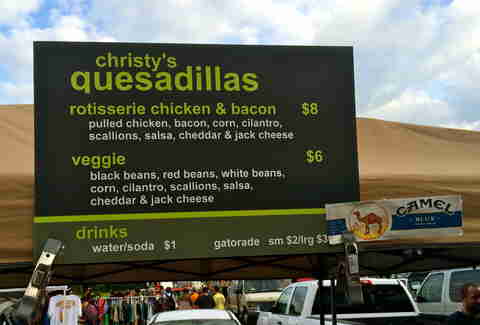 christy's
quesadillas
rotisserie chicken & bacon $8
pulled chicken, bacon, corn, cilantro,
scallions, salsa, cheddar & jack cheese
veggie $6
black beans, red beans, white beans,
corn, cilantro, scallions, salsa,
cheddar & jack cheese
drinks
water/soda $1 gatorade sm $2/lrg $3
CAMEL
BLUE